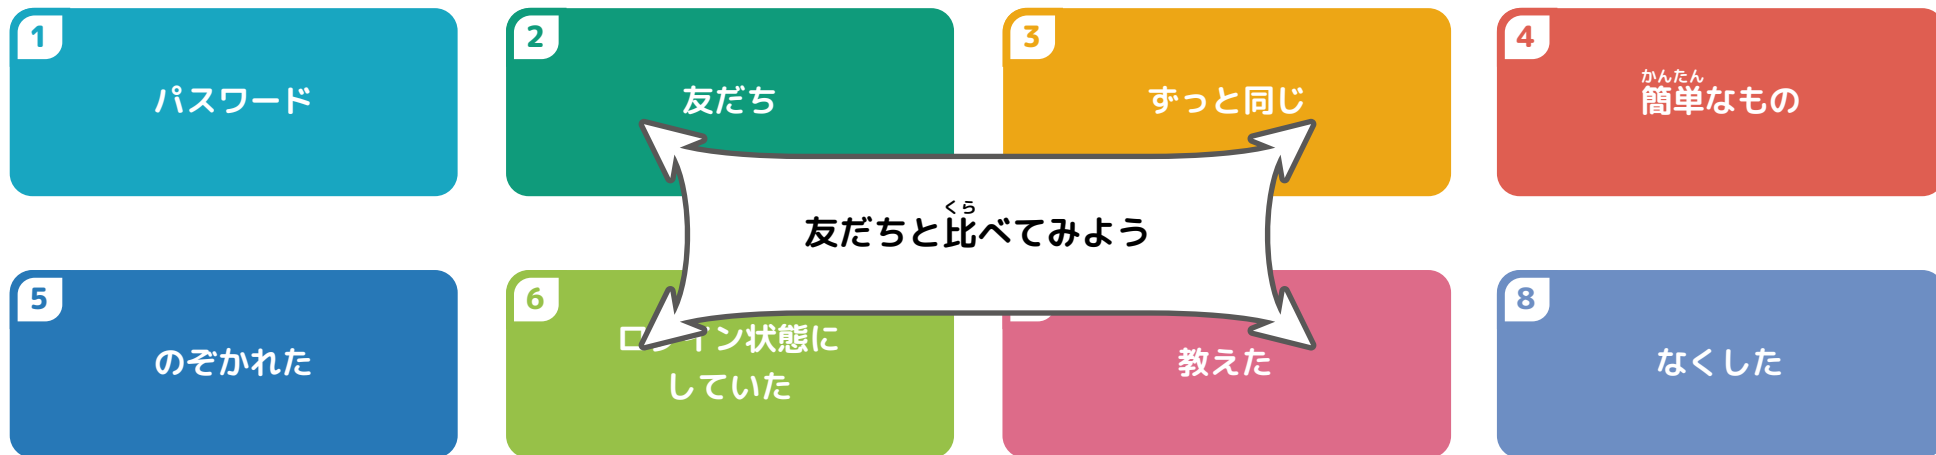 1
パスワード
2
友だち
3
ずっと同じ
4
かんたん
簡単なもの
くら
友だちと比べてみよう
5
のぞかれた
6
イン状態に
していた
教えた
8
なくした